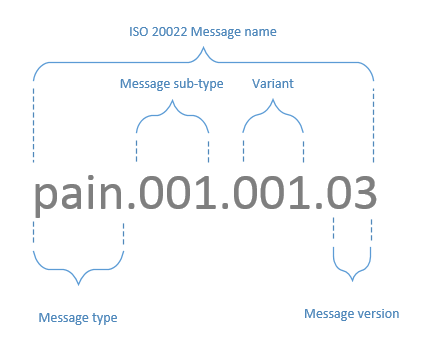 ISO 20022 Message name
Message sub-type Variant
pain.001.001.03
Message type
Message version